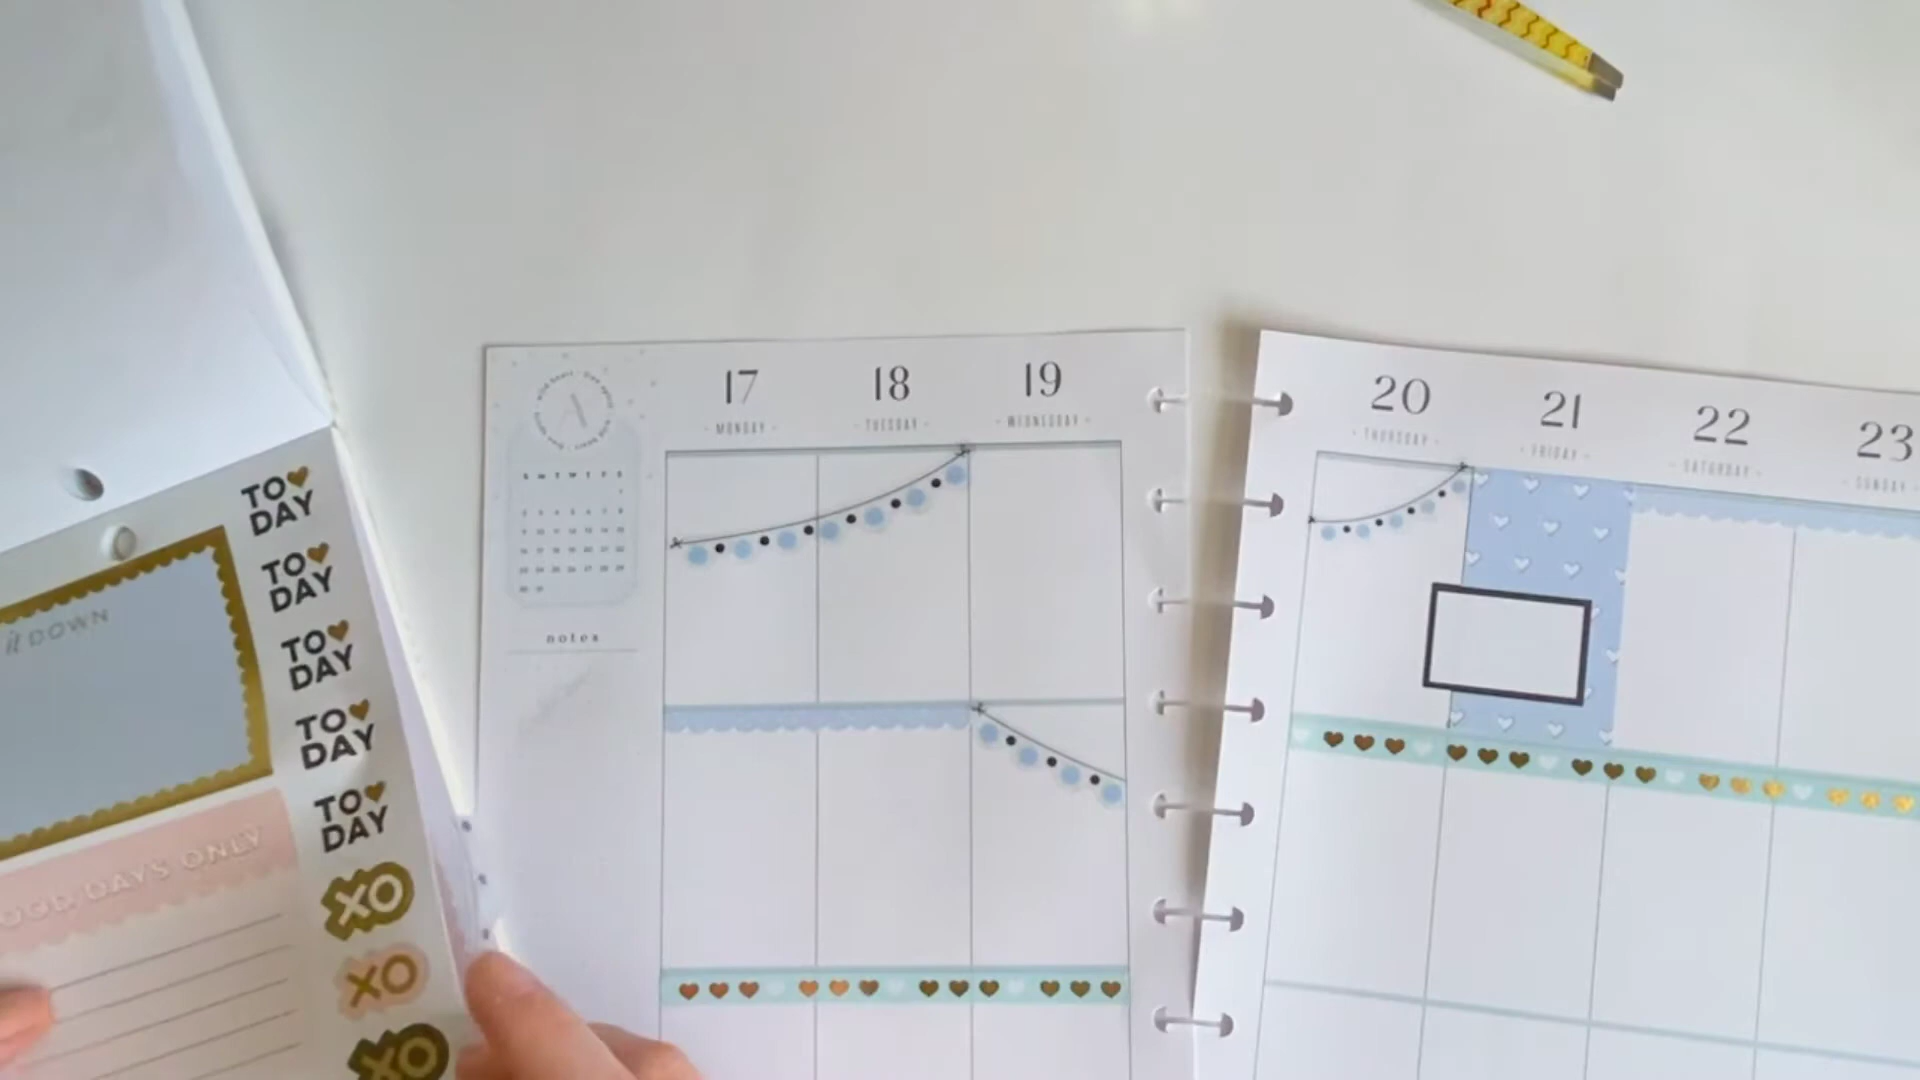 TO
DAY
TO
DAY
TO
DAY
TO
DAY
TO
DAY
it DOWN
DAYS ONLY
XO
XO
XO
17
MONDAY
18
TUESDAY
19
WEDNESDAY
notes
20
THURSDAY
21
FRIDAY
22
SATURDAY
23
SUNDAY